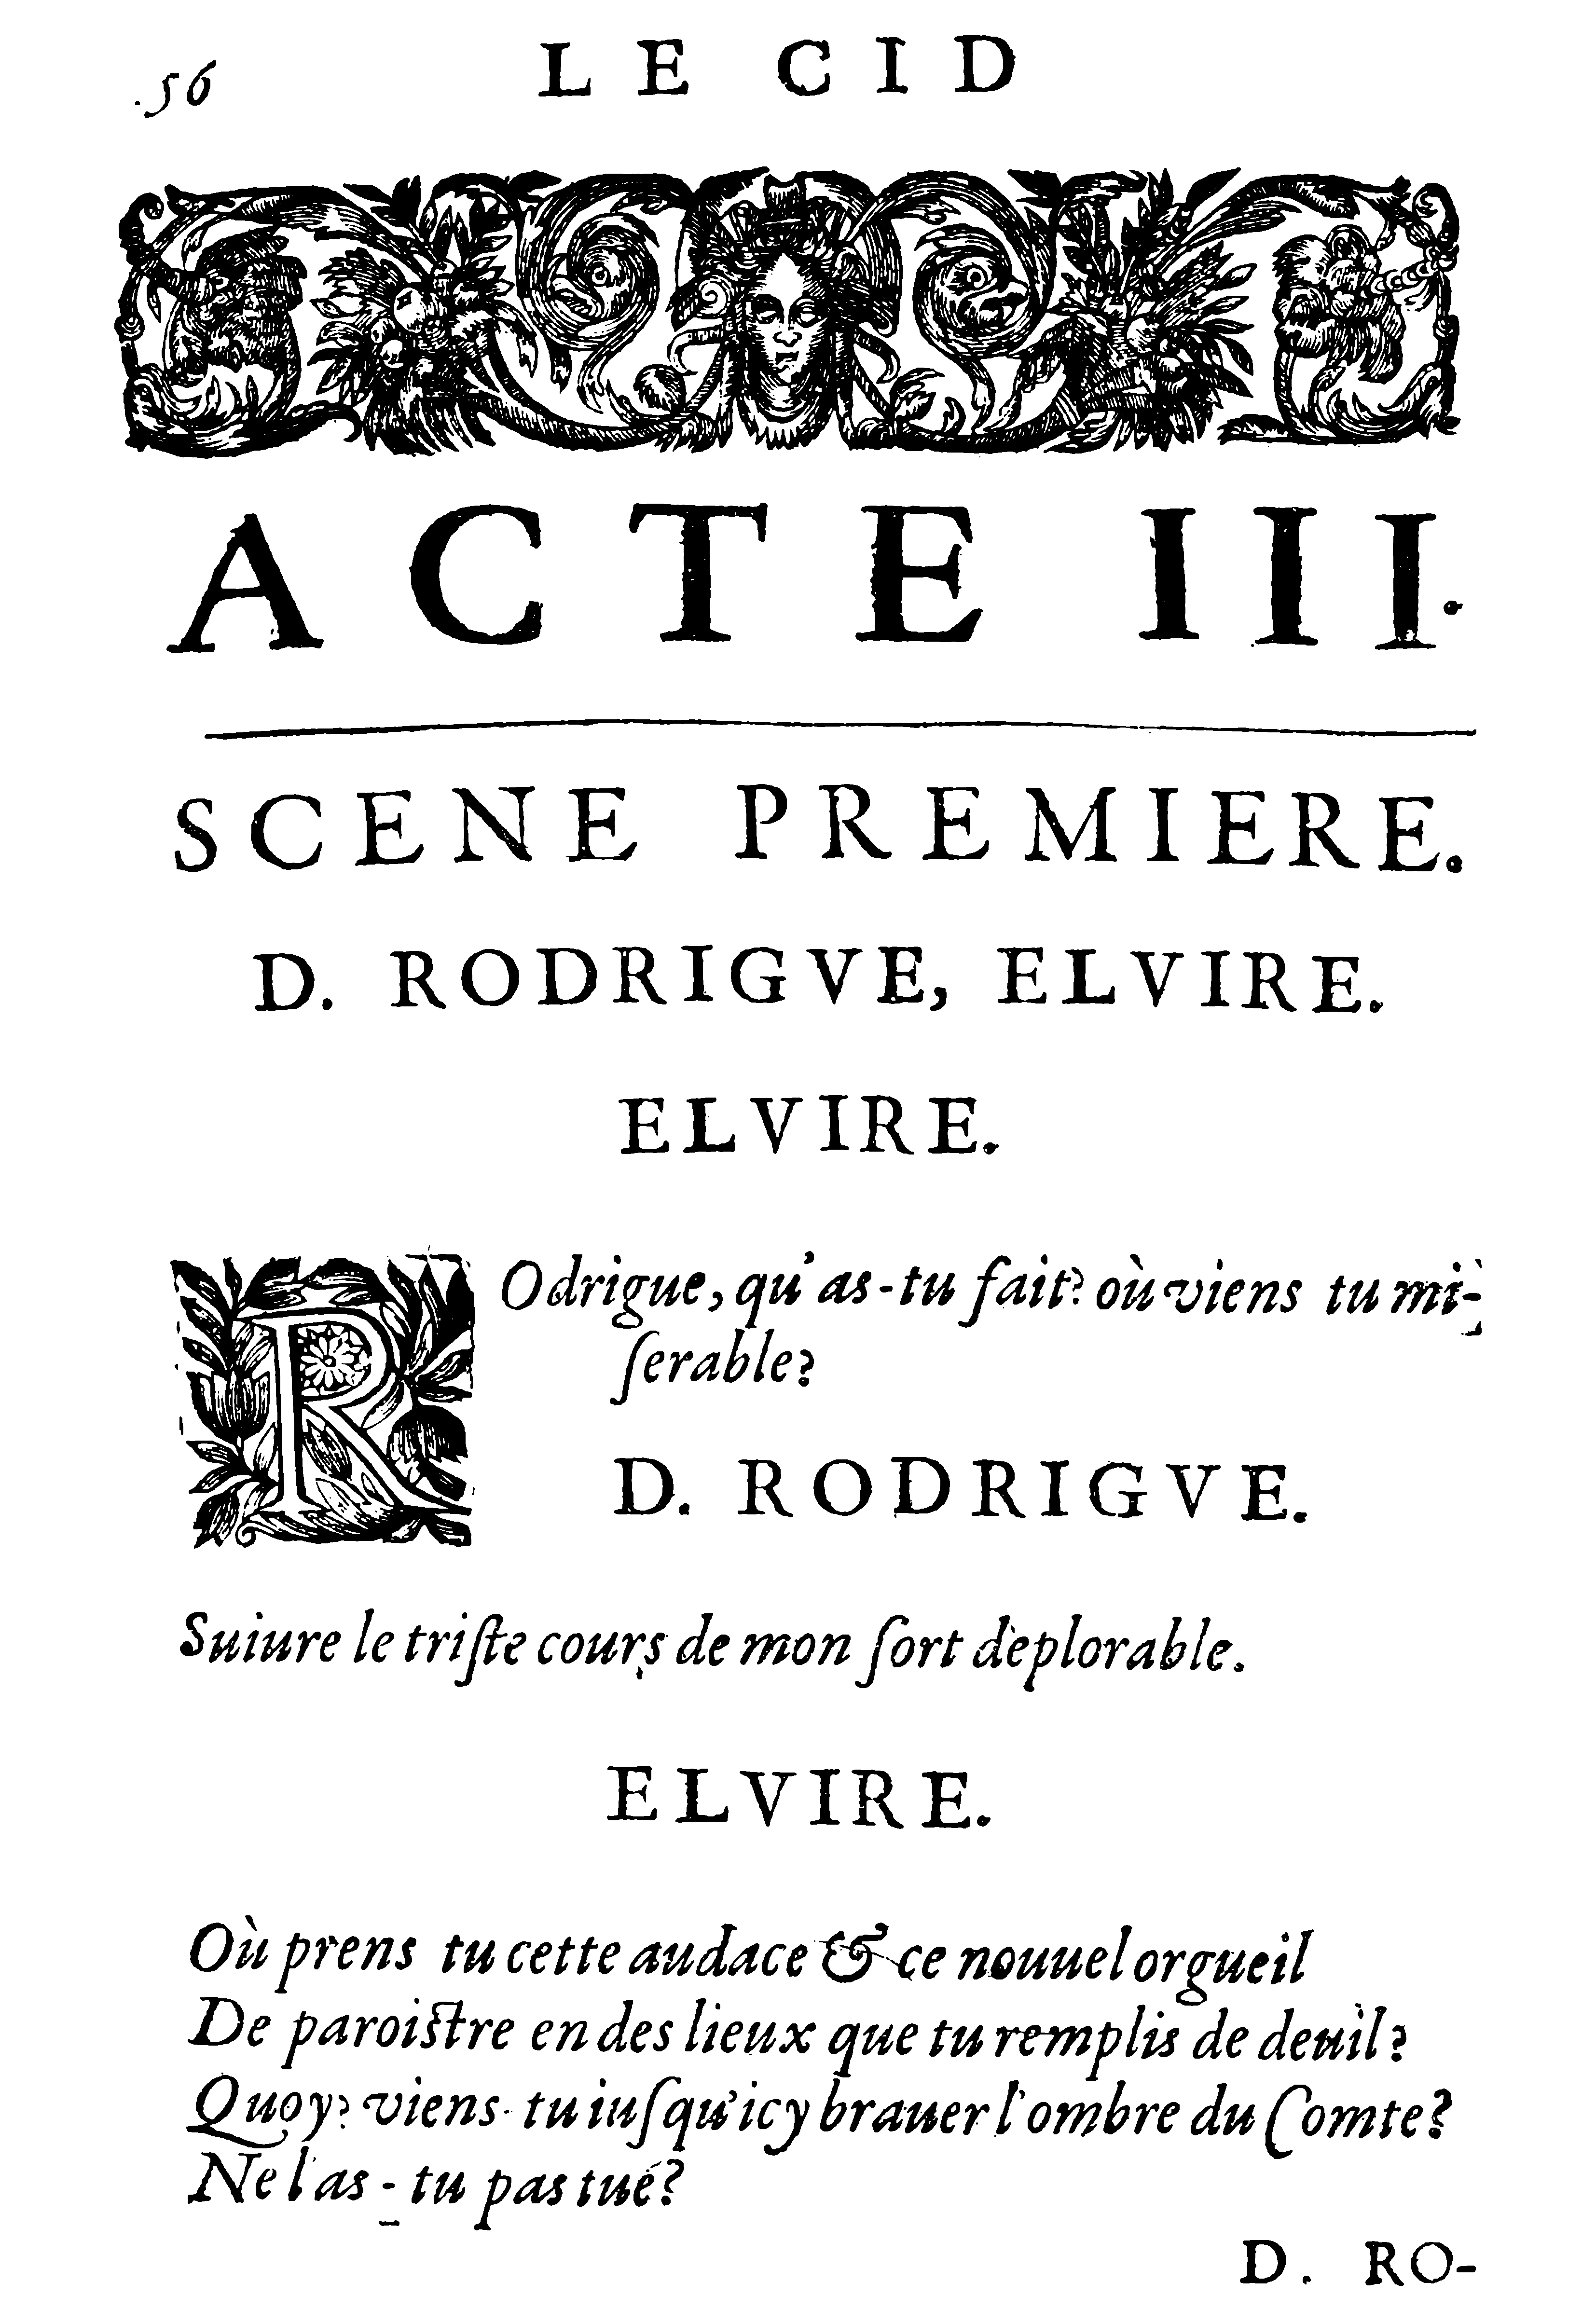 56 LE CID
ACTE III.
SCENE PREMIERE.
D. RODRIGVE, ELVIRE.
ELVIRE.
ROdrigue, qu'as-tu fait? où viens tu mi-
ſerable?
D. RODRIGVE.
Suiure le triſte cours de mon ſort deplorable.
ELVIRE.
Où prens tu cette audace & ce nouuel orgueil
De paroiſtre en des lieux que tu remplis de deuil?
Quoy? viens tu iuſqu'icy brauer l'ombre du Comte?
Ne l'as-tu pas tué?
D. RO-